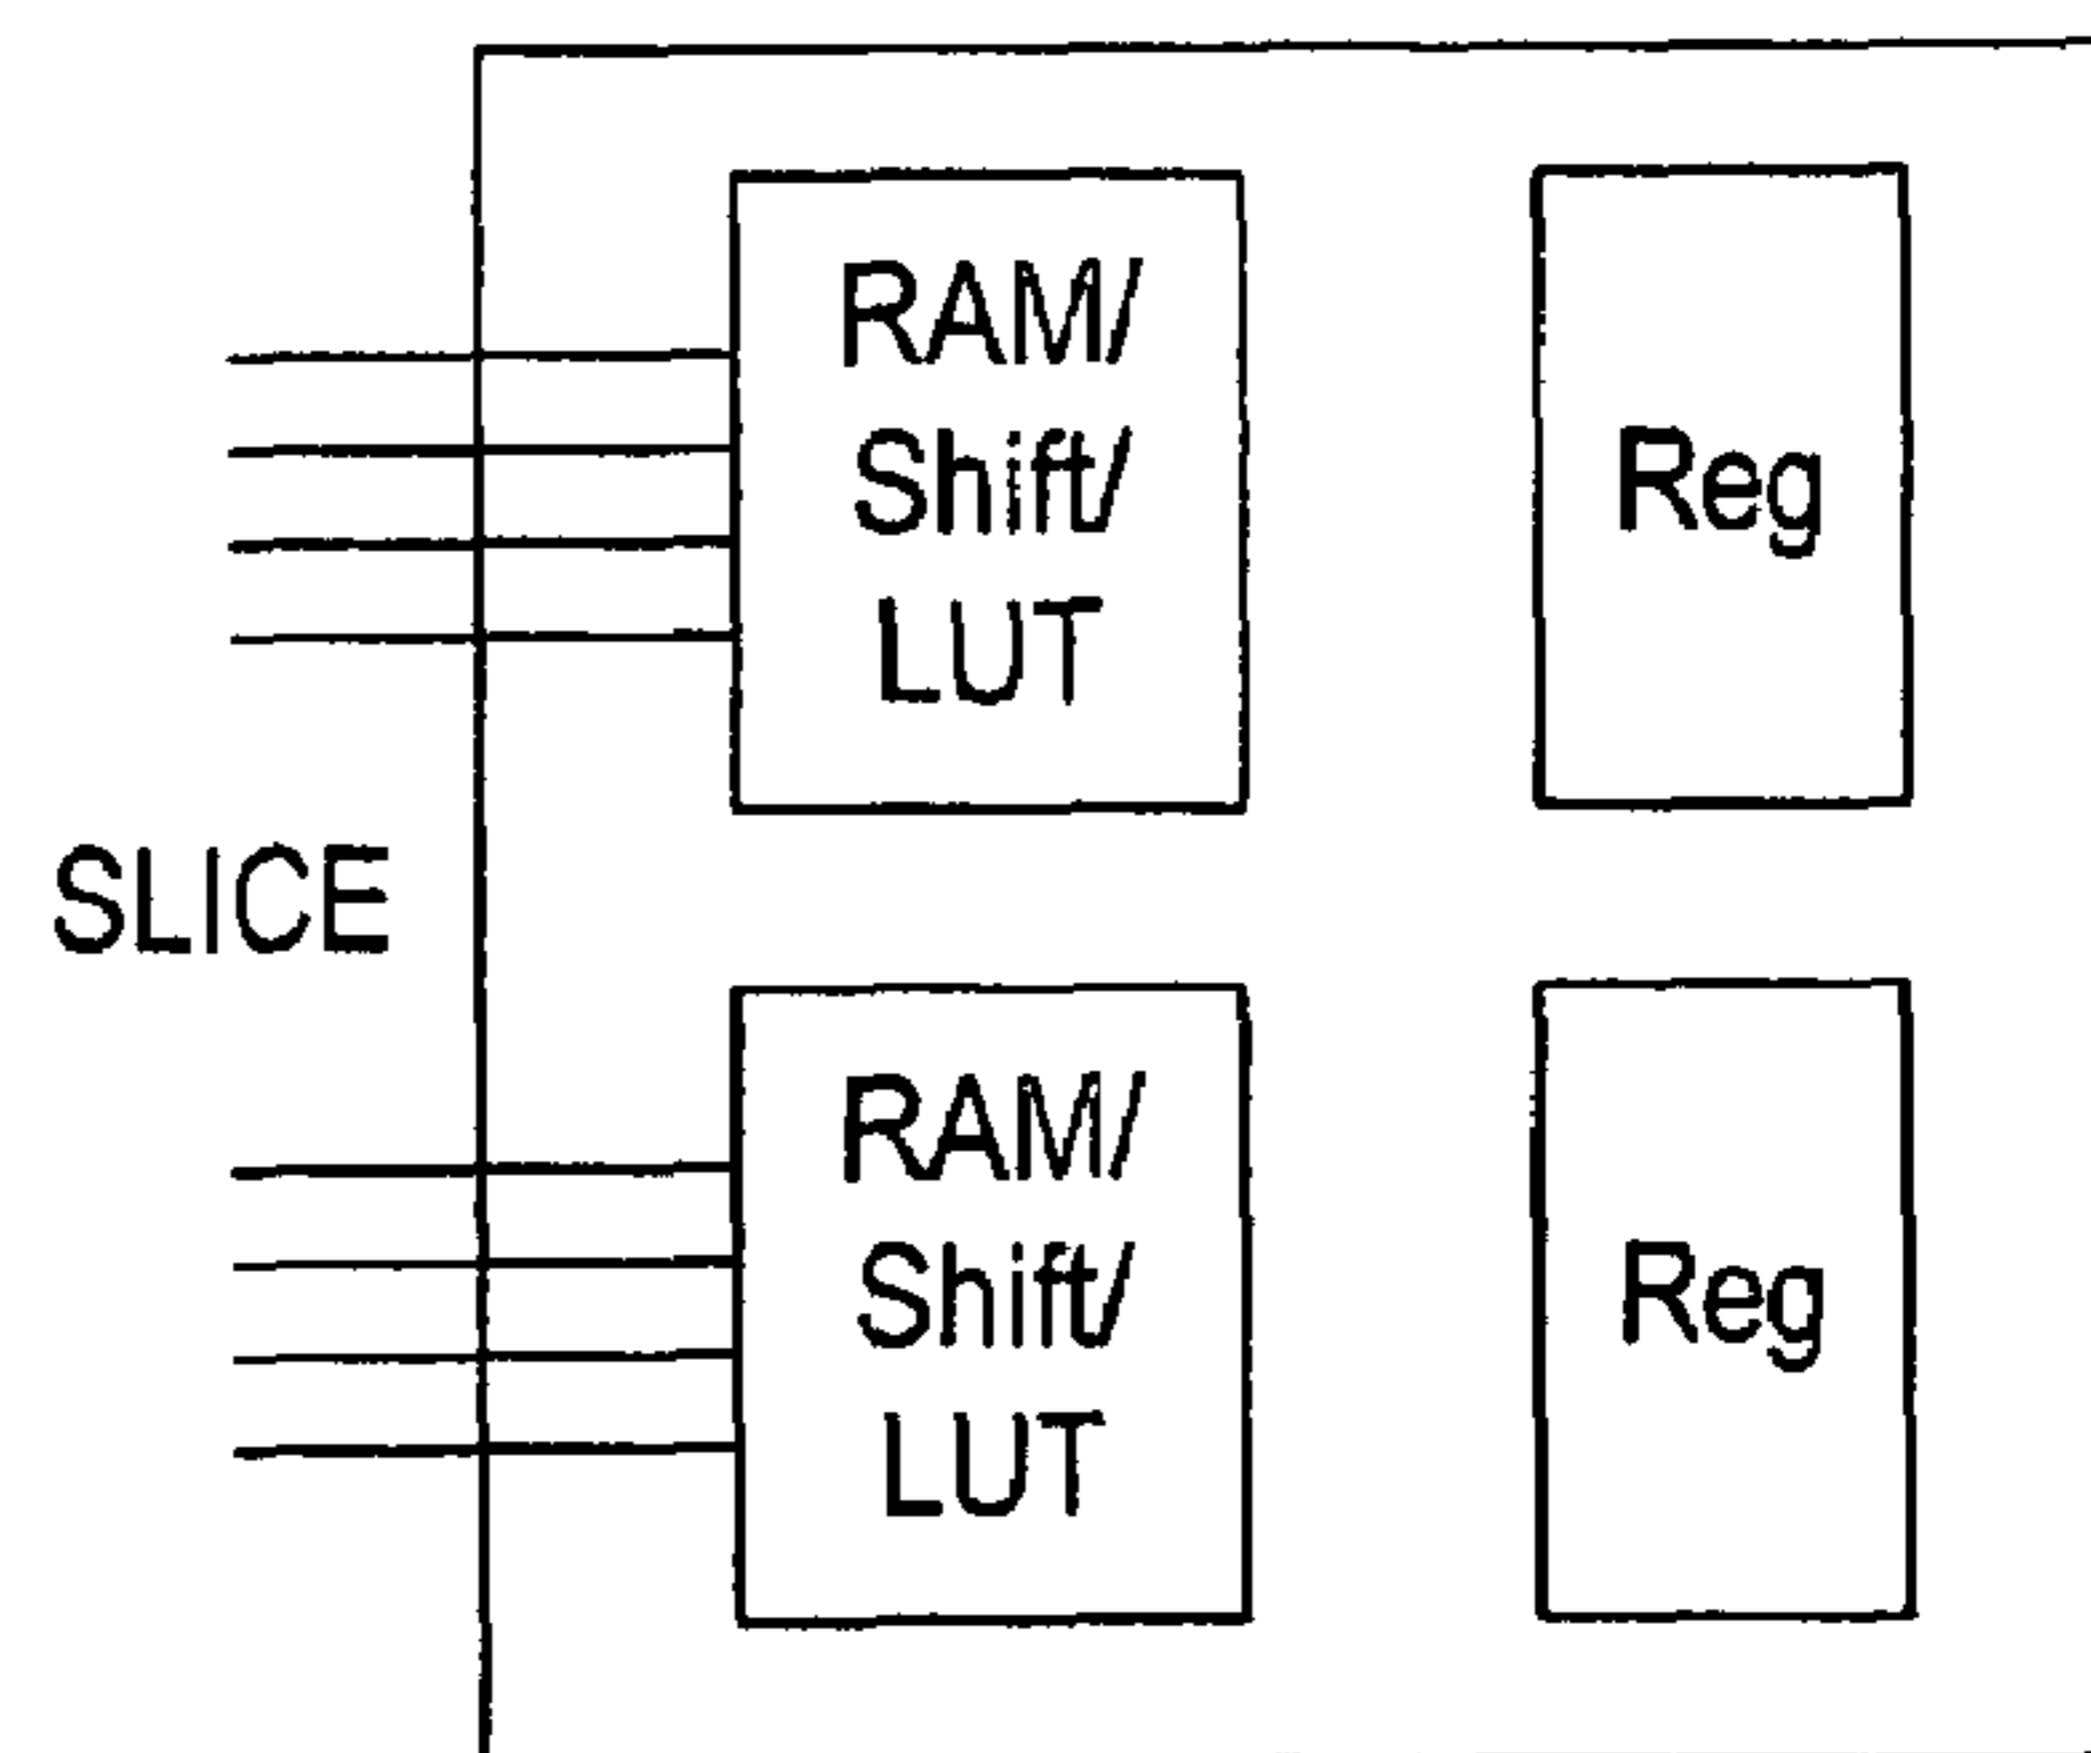 RAM/
Shift/
LUT
Reg
SLICE
RAM/
Shift/
LUT
Reg